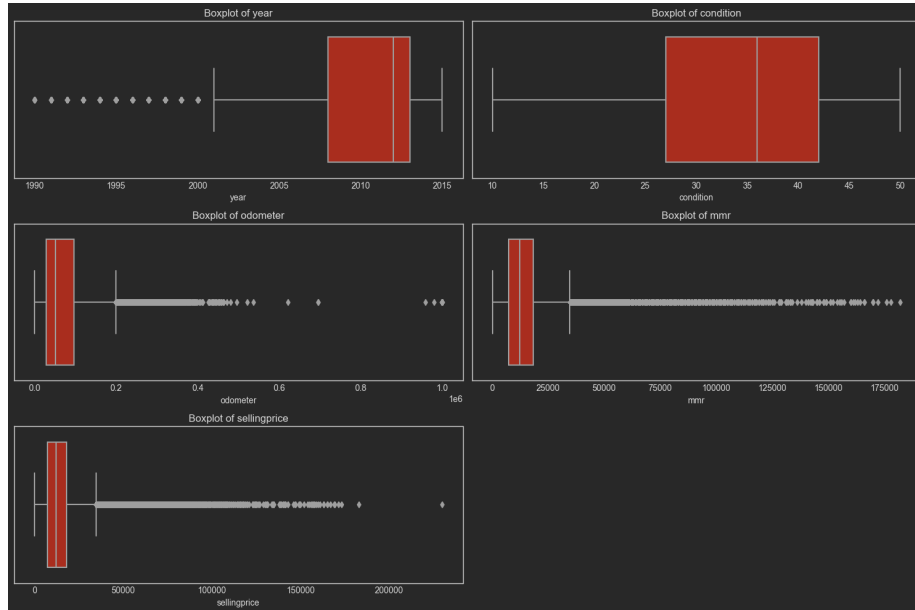 Boxplot of year
1990 1995 2000 2005 2010 2015
year
Boxplot of condition
10 15 20 25 30 35 40 45 50
condition
Boxplot of odometer
0.0 0.2 0.4 0.6 0.8 1.0
1e6
odometer
Boxplot of mmr
0 25000 50000 75000 100000 125000 150000 175000
mmr
Boxplot of sellingprice
0 50000 100000 150000 200000
sellingprice